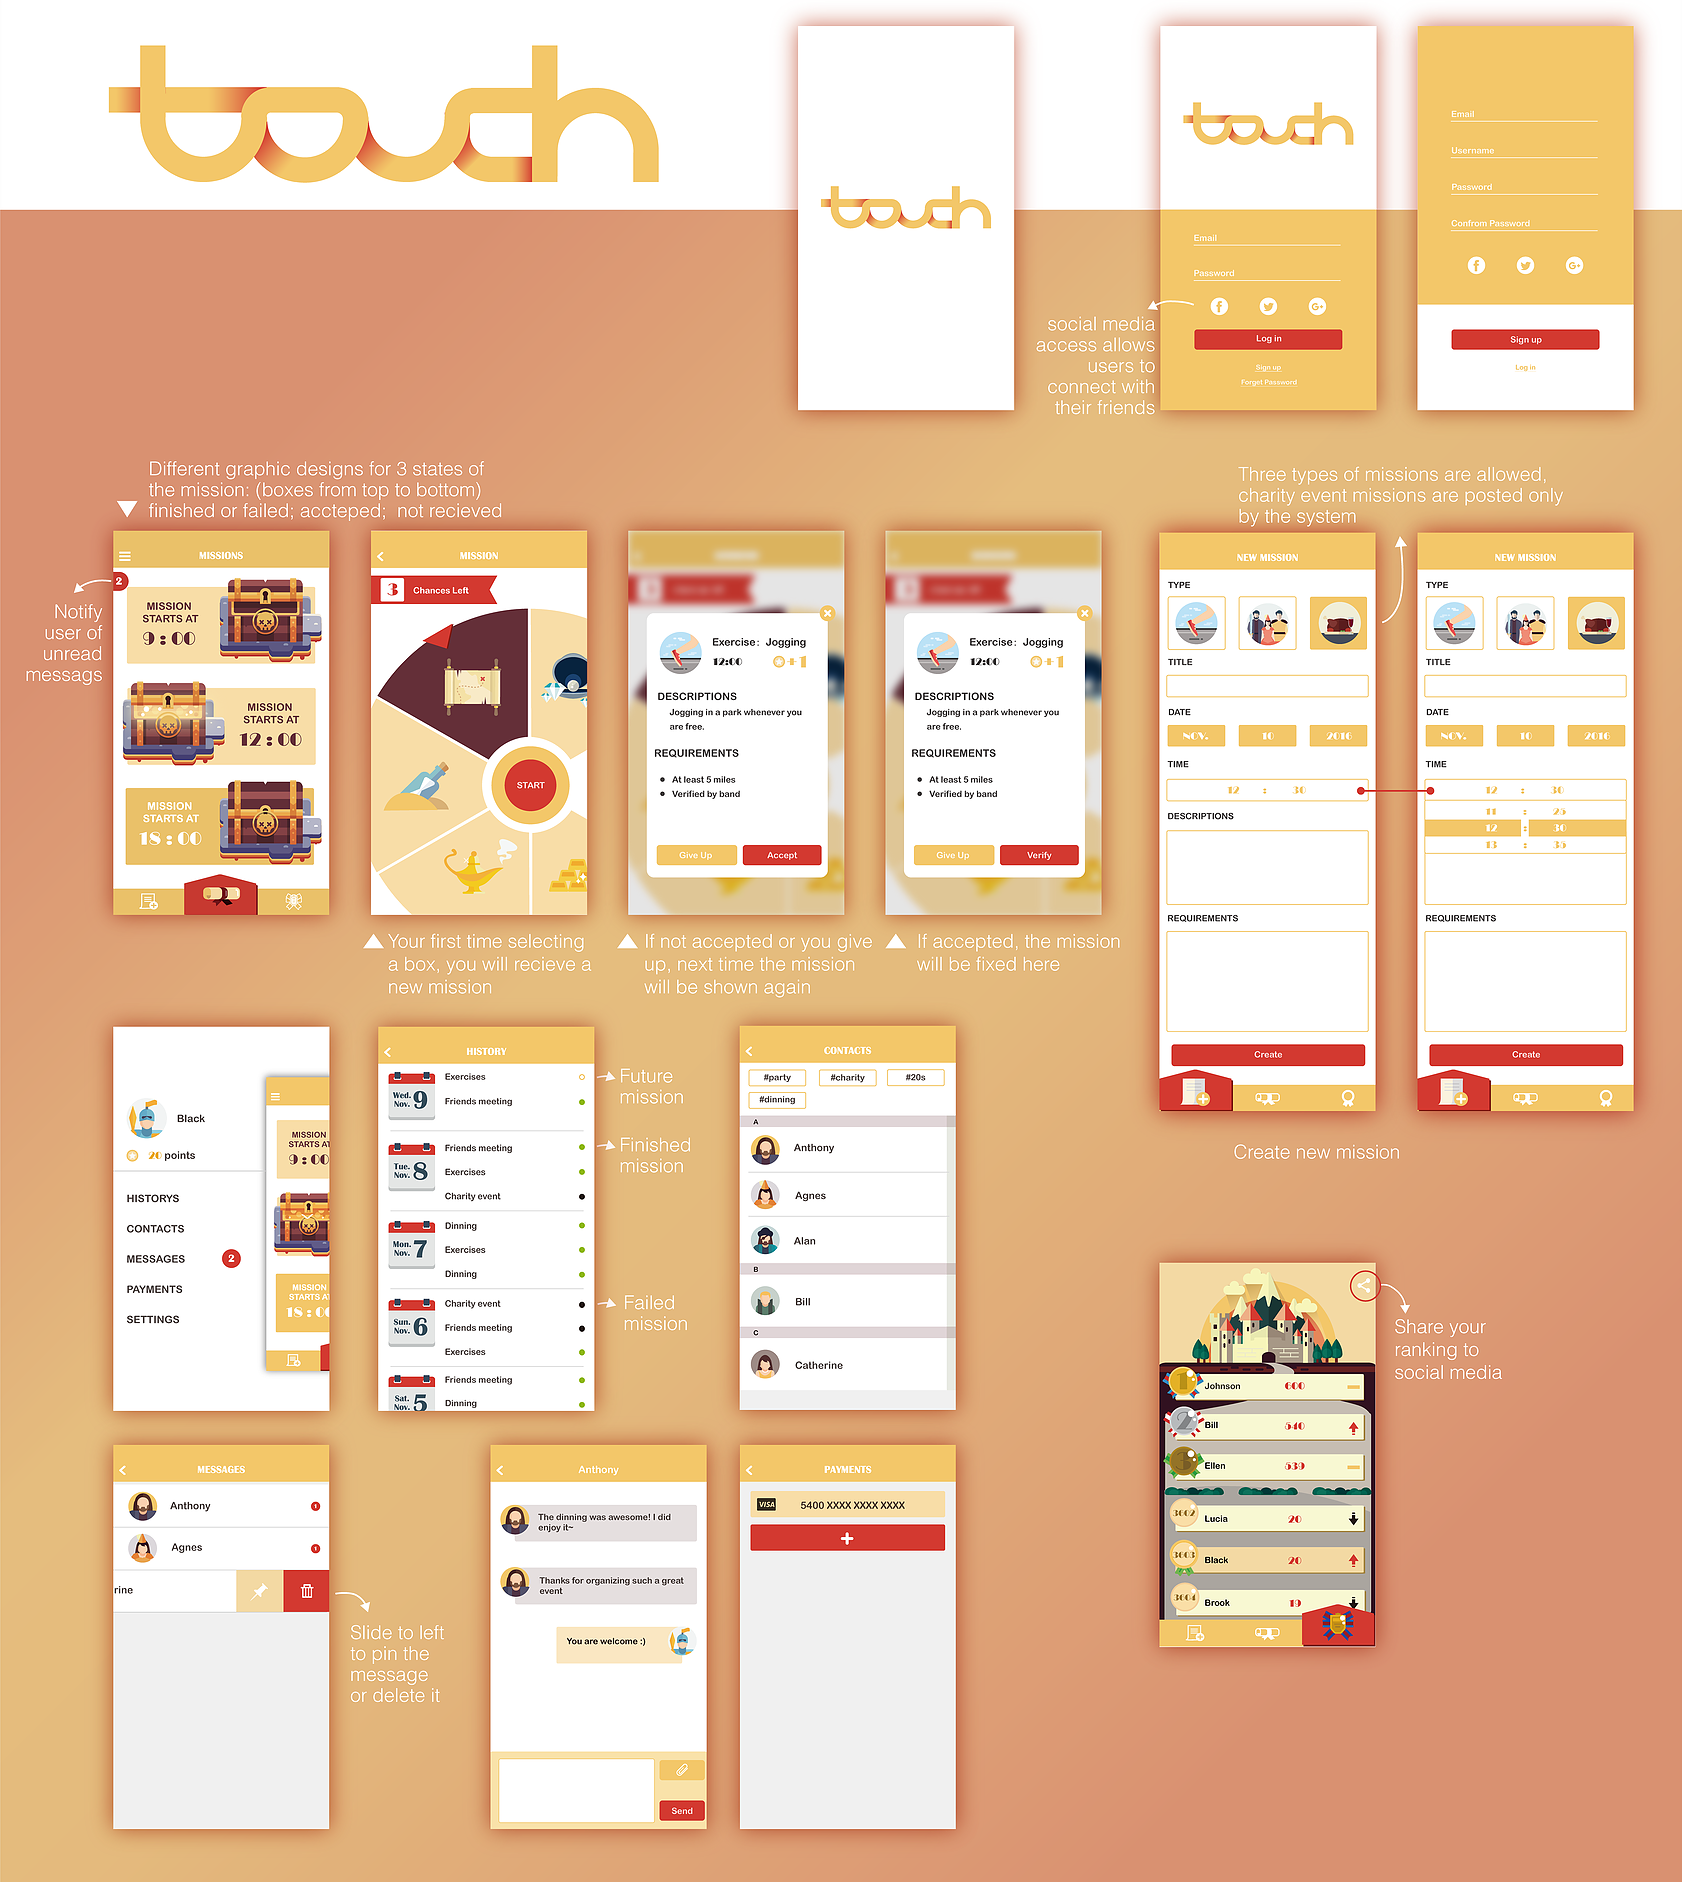 touch
touch
touch
Email
Password
Log in
Sign up
Forget Password
social media
access allows
users to
connect with
their friends
Email
Username
Password
Confrom Password
Sign up
Log in
Different graphic designs for 3 states of
the mission: (boxes from top to bottom)
finished or failed; accteped; not recieved
Notify
user of
unread
messags
MISSIONS
2
MISSION
STARTS AT
9 : 00
MISSION
STARTS AT
12 : 00
MISSION
STARTS AT
18 : 00
MISSION
3 Chances Left
START
Your first time selecting
a box, you will recieve a
new mission
Exercise: Jogging
12:00 +1
DESCRIPTIONS
Jogging in a park whenever you
are free.
REQUIREMENTS
At least 5 miles
Verified by band
Give Up Accept
If not accepted or you give
up, next time the mission
will be shown again
Exercise: Jogging
12:00 +1
DESCRIPTIONS
Jogging in a park whenever you
are free.
REQUIREMENTS
At least 5 miles
Verified by band
Give Up Verify
If accepted, the mission
will be fixed here
Three types of missions are allowed,
charity event missions are posted only
by the system
NEW MISSION
TYPE
TITLE
DATE
NOV. 10 2016
TIME
12 : 30
DESCRIPTIONS
REQUIREMENTS
Create
NEW MISSION
TYPE
TITLE
DATE
NOV. 10 2016
TIME
12 : 30
11 25
12 : 30
13 35
REQUIREMENTS
Create
Create new mission
Black
20 points
HISTORYS
CONTACTS
MESSAGES 2
PAYMENTS
SETTINGS
MISSION
STARTS AT
9 : 00
MISSION
STARTS AT
18 : 00
HISTORY
Wed.
Nov. 9
Exercises
Friends meeting
Tue.
Nov. 8
Friends meeting
Exercises
Charity event
Mon.
Nov. 7
Dinning
Exercises
Dinning
Sun.
Nov. 6
Charity event
Friends meeting
Exercises
Sat.
Nov. 5
Friends meeting
Dinning
Future
mission
Finished
mission
Failed
mission
CONTACTS
#party #charity #20s
#dinning
A
Anthony
Agnes
Alan
B
Bill
C
Catherine
Share your
ranking to
social media
1 Johnson 600
2 Bill 540
3 Ellen 539
3602 Lucia 20
3603 Black 20
3604 Brook 19
MESSAGES
Anthony 1
Agnes 1
rine
Slide to left
to pin the
message
or delete it
Anthony
The dinning was awesome! I did
enjoy it~
Thanks for organizing such a great
event
You are welcome :)
Send
PAYMENTS
VISA 5400 XXXX XXXX XXXX
+